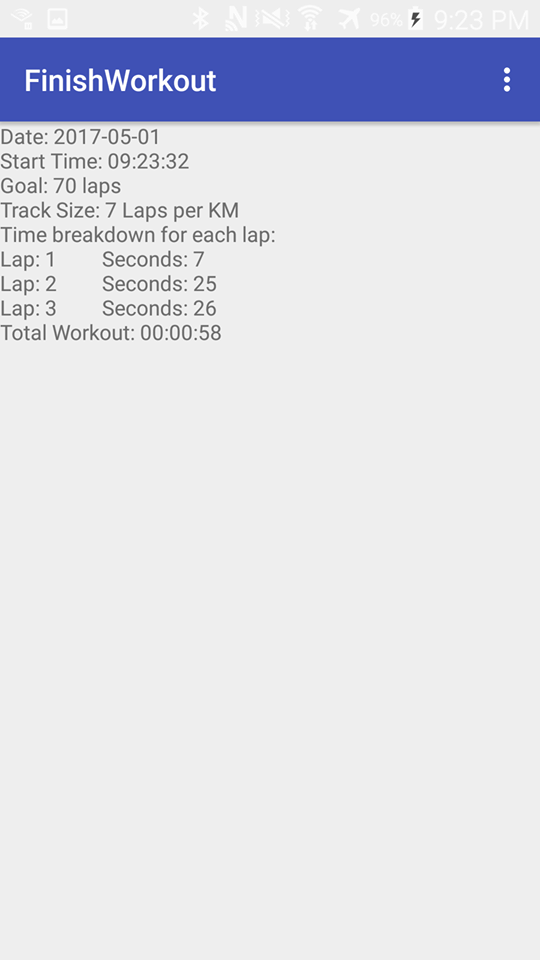 96% 9:23 PM
FinishWorkout
Date: 2017-05-01
Start Time: 09:23:32
Goal: 70 laps
Track Size: 7 Laps per KM
Time breakdown for each lap:
Lap: 1 Seconds: 7
Lap: 2 Seconds: 25
Lap: 3 Seconds: 26
Total Workout: 00:00:58